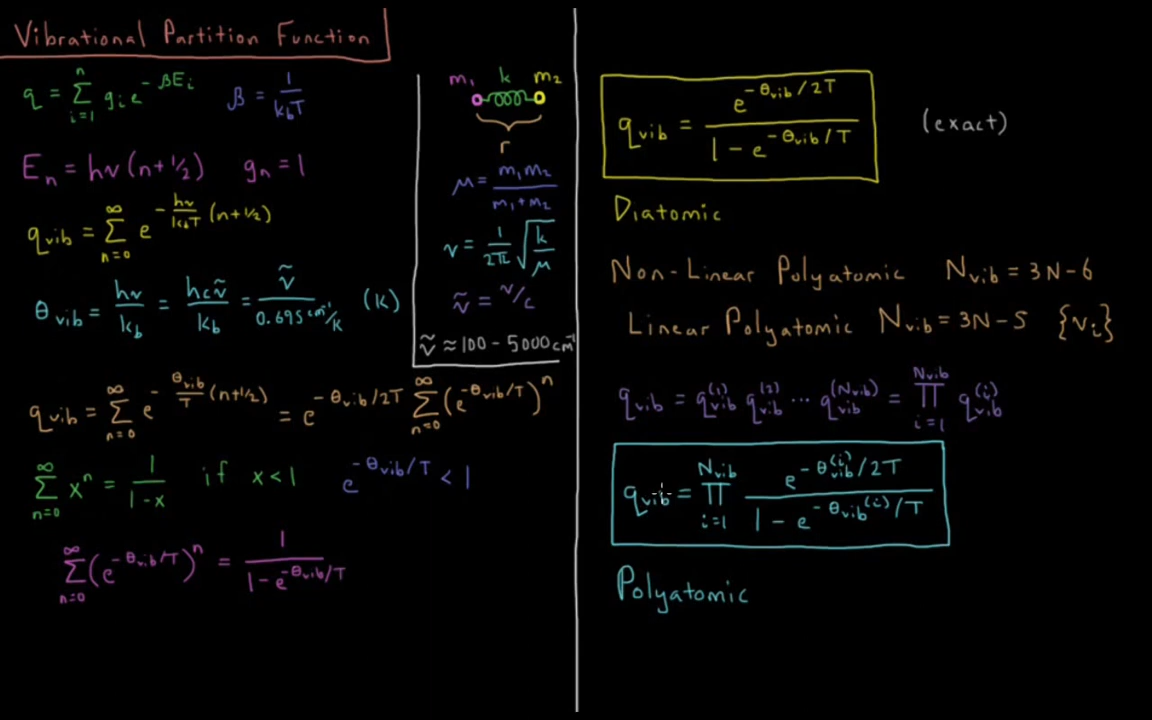 Vibrational Partition Function
q = Σ_{i=1}^{n} g_i e^{-βE_i}   β = 1/(k_b T)
E_n = hν(n+1/2)   g_n = 1
q_vib = Σ_{n=0}^{∞} e^{-(hν/(k_b T))(n+1/2)}
θ_vib = hν/k_b = hcṽ/k_b = ṽ/(0.695 cm⁻¹/K) (K)
q_vib = Σ_{n=0}^{∞} e^{-(θ_vib/T)(n+1/2)} = e^{-θ_vib/2T} Σ_{n=0}^{∞} (e^{-θ_vib/T})^n
Σ_{n=0}^{∞} x^n = 1/(1-x) if x < 1   e^{-θ_vib/T} < 1
Σ_{n=0}^{∞} (e^{-θ_vib/T})^n = 1/(1-e^{-θ_vib/T})
m₁ k m₂
r
μ = m₁m₂/(m₁+m₂)
ν = (1/2π) √(k/μ)
ṽ = ν/c
ṽ ≈ 100 - 5000 cm⁻¹
q_vib = e^{-θ_vib/2T} / (1 - e^{-θ_vib/T})   (exact)
Diatomic
Non-Linear Polyatomic N_vib = 3N-6
Linear Polyatomic N_vib = 3N-5 {ν_i}
q_vib = q_vib^{(1)} q_vib^{(2)} ... q_vib^{(N_vib)} = Π_{i=1}^{N_vib} q_vib^{(i)}
q_vib = Π_{i=1}^{N_vib} e^{-θ_vib^{(i)}/2T} / (1 - e^{-θ_vib^{(i)}/T})
Polyatomic